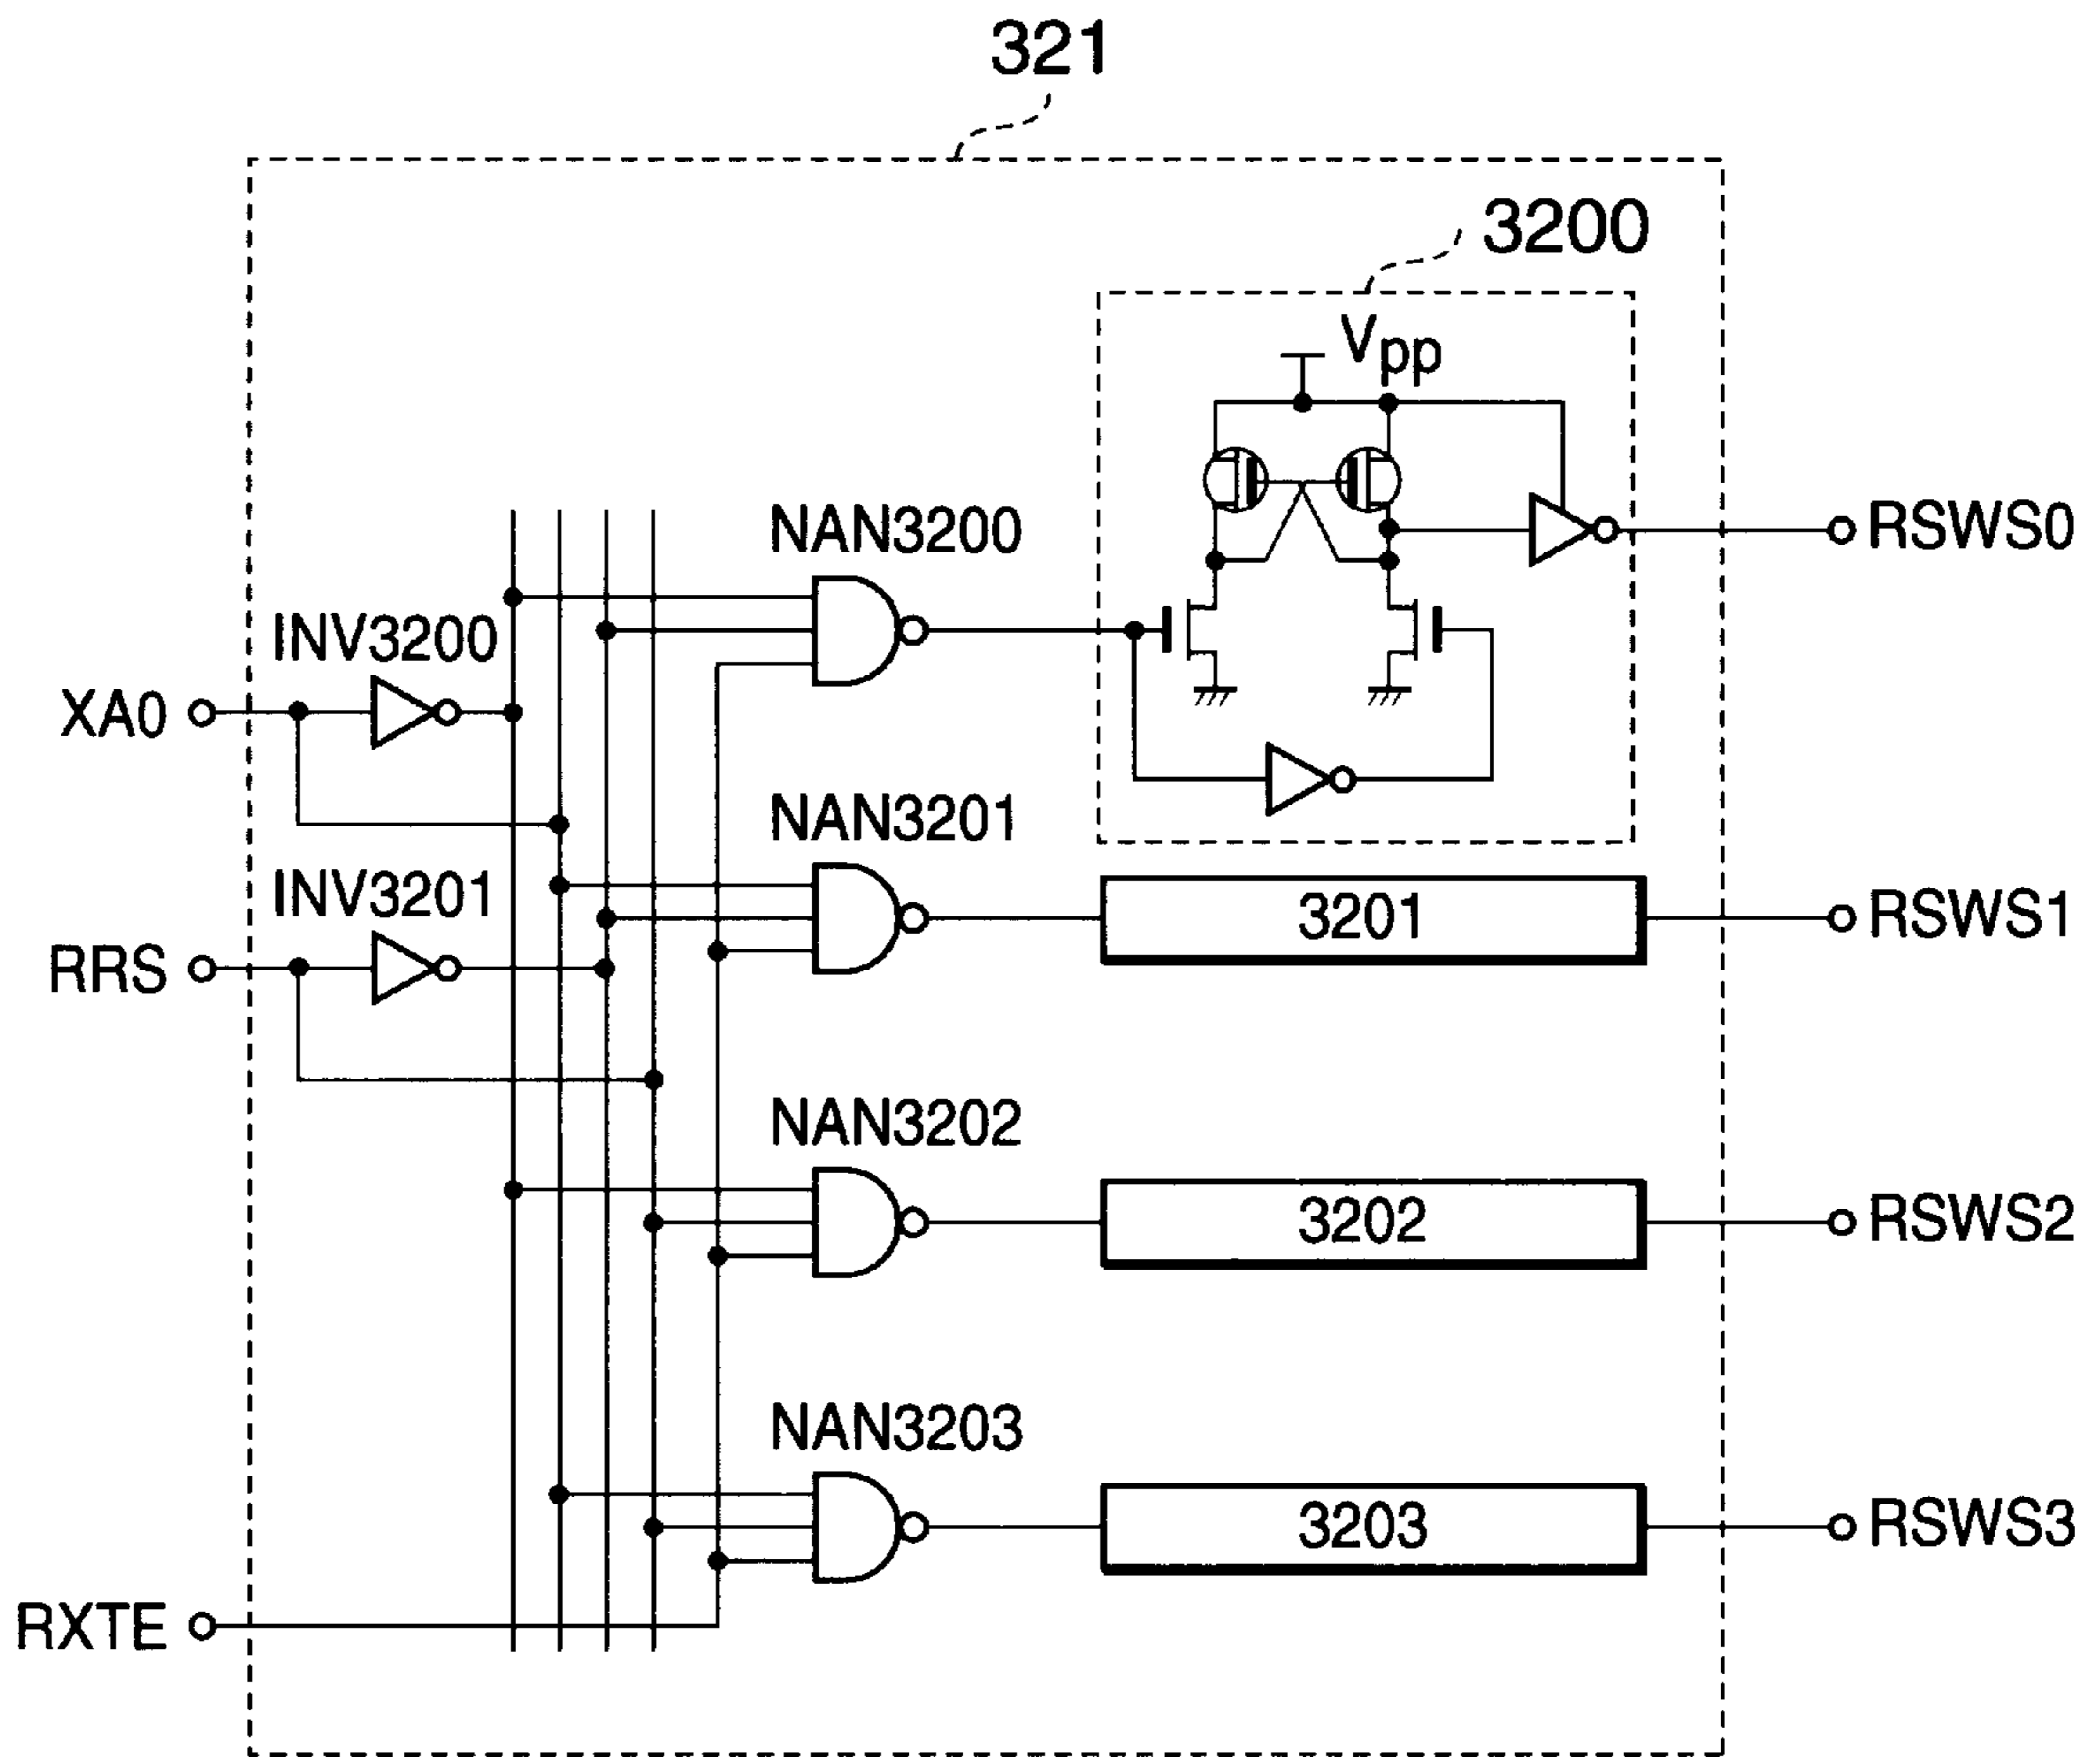 321
3200
Vpp
NAN3200
RSWS0
INV3200
XA0
NAN3201
INV3201
3201
RSWS1
RRS
NAN3202
3202
RSWS2
NAN3203
3203
RSWS3
RXTE